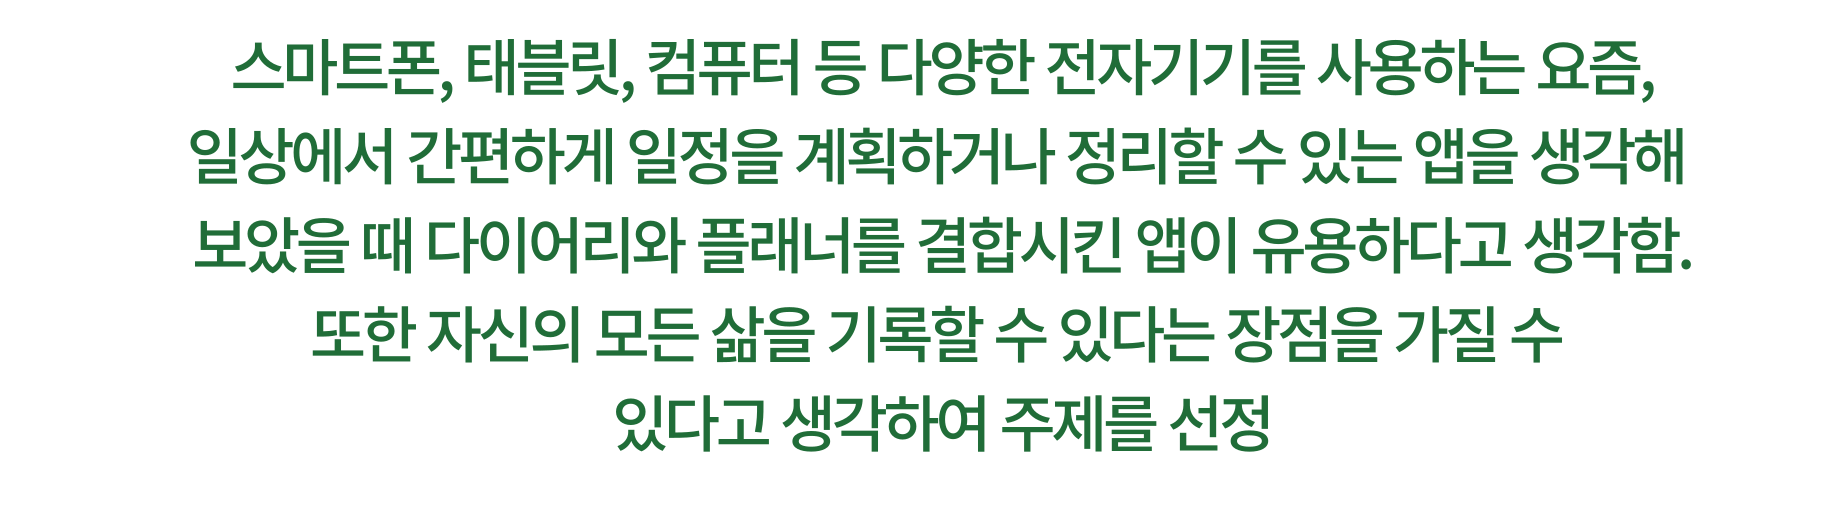 스마트폰, 태블릿, 컴퓨터 등 다양한 전자기기를 사용하는 요즘,
일상에서 간편하게 일정을 계획하거나 정리할 수 있는 앱을 생각해
보았을 때 다이어리와 플래너를 결합시킨 앱이 유용하다고 생각함.
또한 자신의 모든 삶을 기록할 수 있다는 장점을 가질 수
있다고 생각하여 주제를 선정